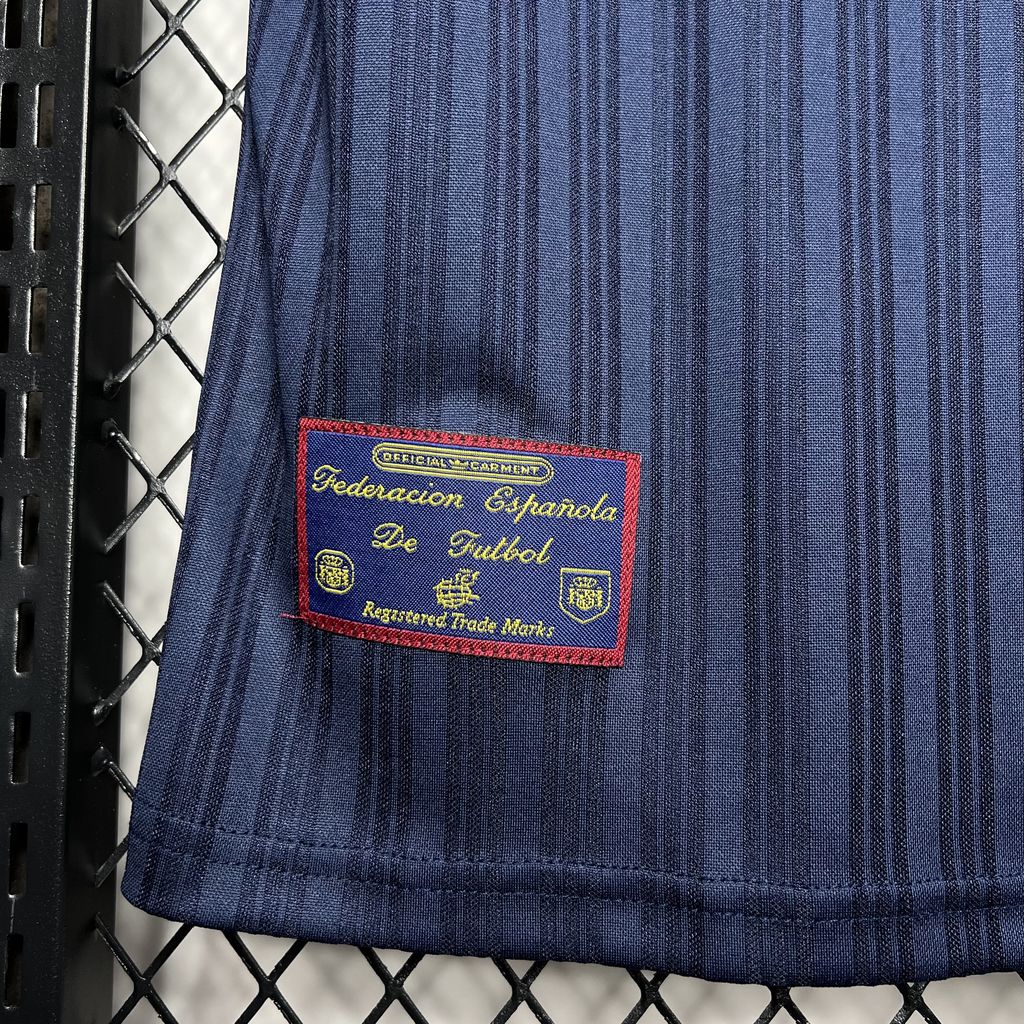 OFFICIAL GARMENT
Federacion Española
De Futbol
Registered Trade Marks